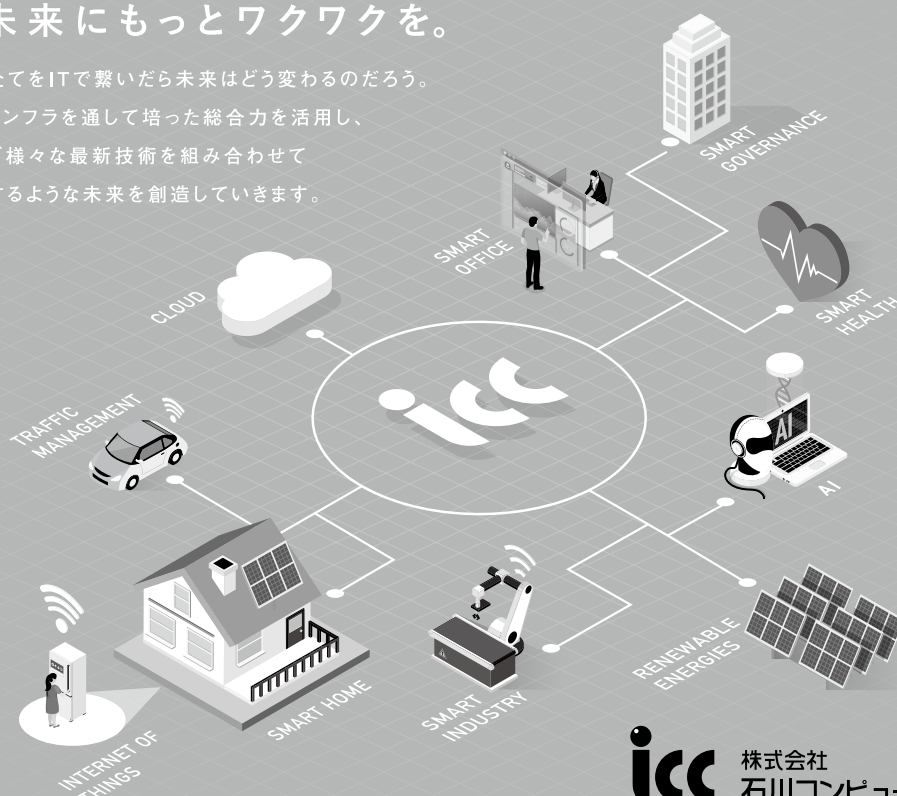 未来にもっとワクワクを。
てをITで繋いだら未来はどう変わるのだろう。
ンフラを通して培った総合力を活用し、
様々な最新技術を組み合わせて
るような未来を創造していきます。
SMART
GOVERNANCE
SMART
OFFICE
CLOUD
SMART
HEALTH
icc
TRAFFIC
MANAGEMENT
AI
AI
RENEWABLE
ENERGIES
SMART HOME
SMART
INDUSTRY
INTERNET OF
THINGS
icc
株式会社
石川コンピュー